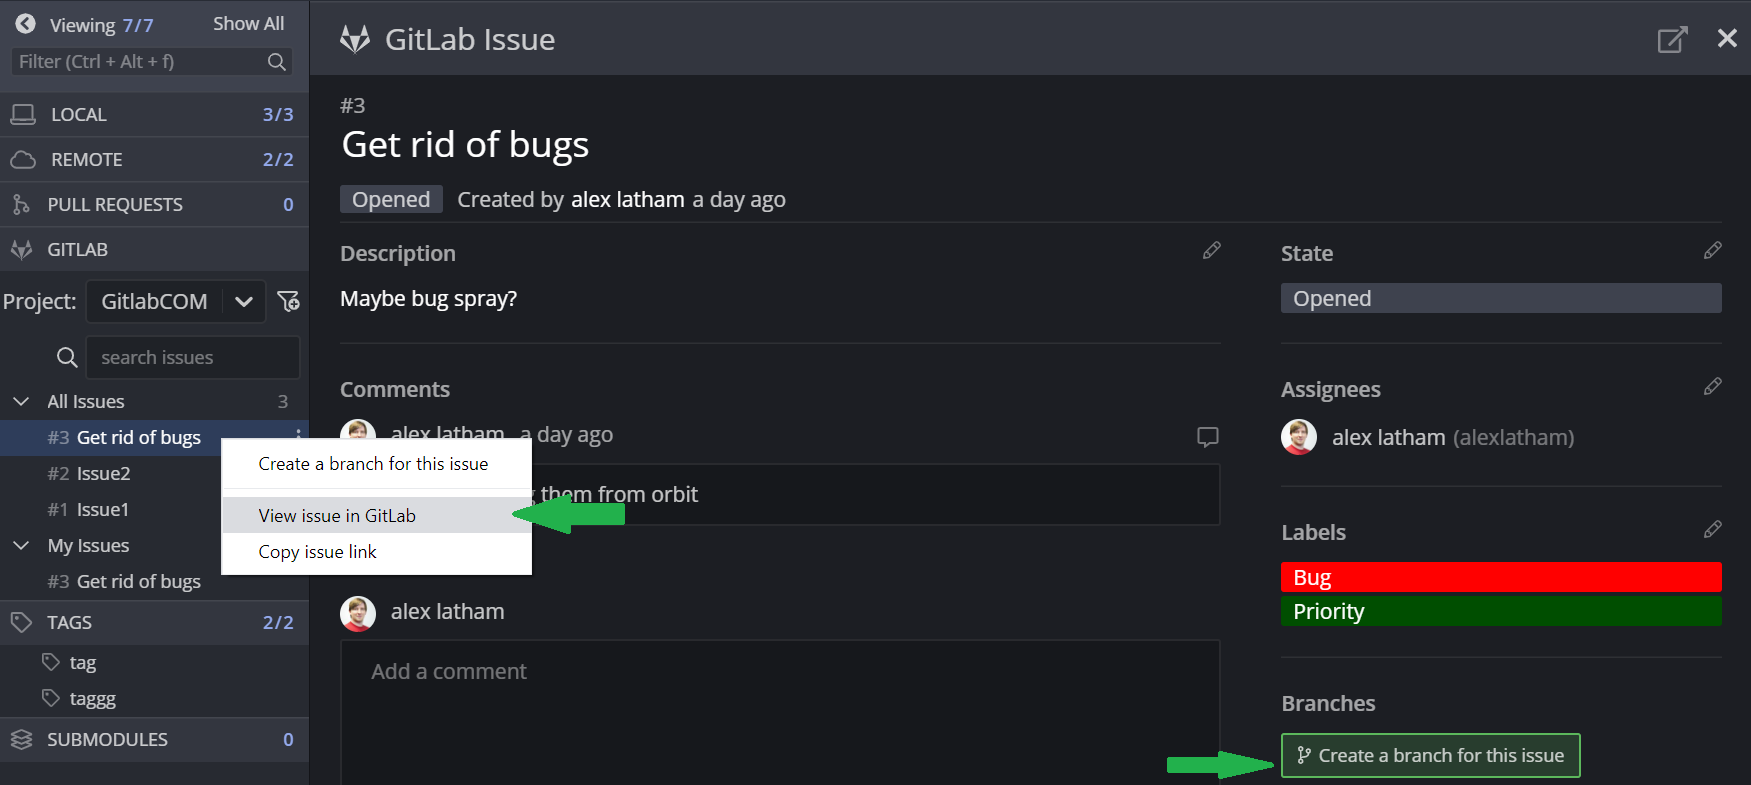 Viewing 7/7
Show All
Filter (Ctrl + Alt + f)
LOCAL 3/3
REMOTE 2/2
PULL REQUESTS 0
GITLAB
Project: GitlabCOM
search issues
All Issues 3
#3 Get rid of bugs
#2 Issue2
#1 Issue1
My Issues
#3 Get rid of bugs
TAGS 2/2
tag
taggg
SUBMODULES 0
Create a branch for this issue
View issue in GitLab
Copy issue link
GitLab Issue
#3
Get rid of bugs
Opened Created by alex latham a day ago
Description
Maybe bug spray?
Comments
alex latham a day ago
them from orbit
alex latham
Add a comment
State
Opened
Assignees
alex latham (alexlatham)
Labels
Bug
Priority
Branches
Create a branch for this issue